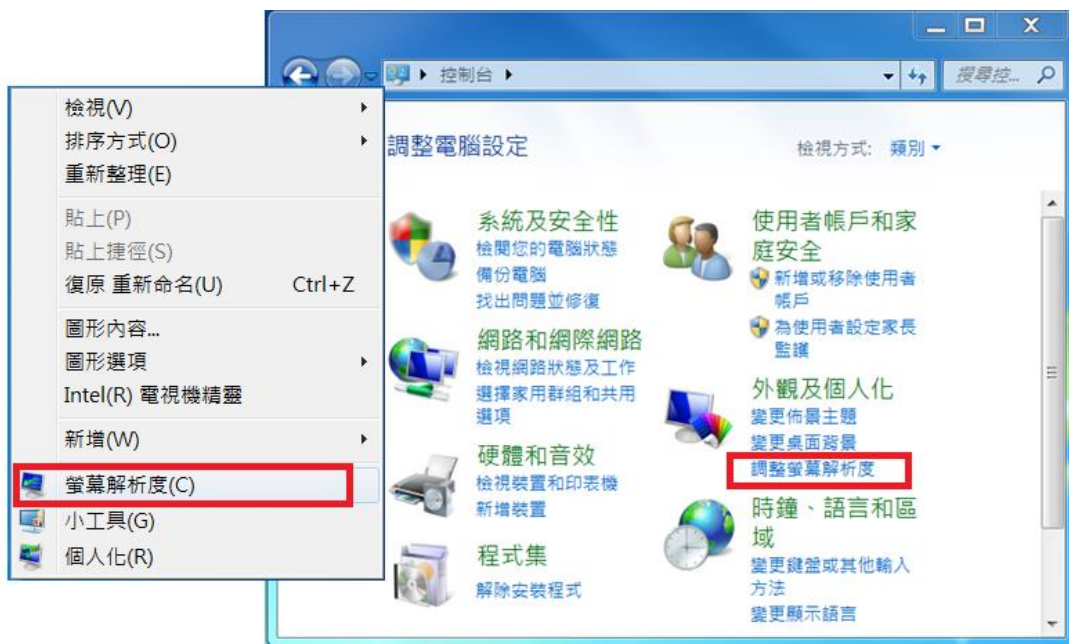 檢視(V)
排序方式(O)
重新整理(E)
貼上(P)
貼上捷徑(S)
復原 重新命名(U) Ctrl+Z
圖形內容...
圖形選項
Intel(R) 電視機精靈
新增(W)
螢幕解析度(C)
小工具(G)
個人化(R)
控制台
搜尋控...
調整電腦設定
檢視方式: 類別
系統及安全性
檢閱您的電腦狀態
備份電腦
找出問題並修復
網路和網際網路
檢視網路狀態及工作
選擇家用群組和共用
選項
硬體和音效
檢視裝置和印表機
新增裝置
程式集
解除安裝程式
使用者帳戶和家
庭安全
新增或移除使用者
帳戶
為使用者設定家長
監護
外觀及個人化
變更佈景主題
變更桌面背景
調整螢幕解析度
時鐘、語言和區
域
變更鍵盤或其他輸入
方法
變更顯示語言